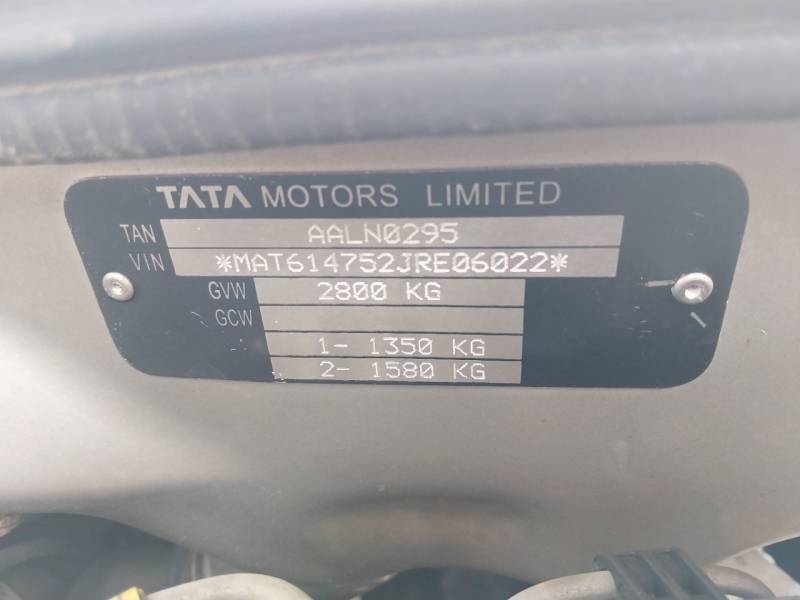 TATA MOTORS LIMITED
TAN AALN0295
VIN *MAT614752JRE06022*
GVW 2800 KG
GCW
1- 1350 KG
2- 1580 KG